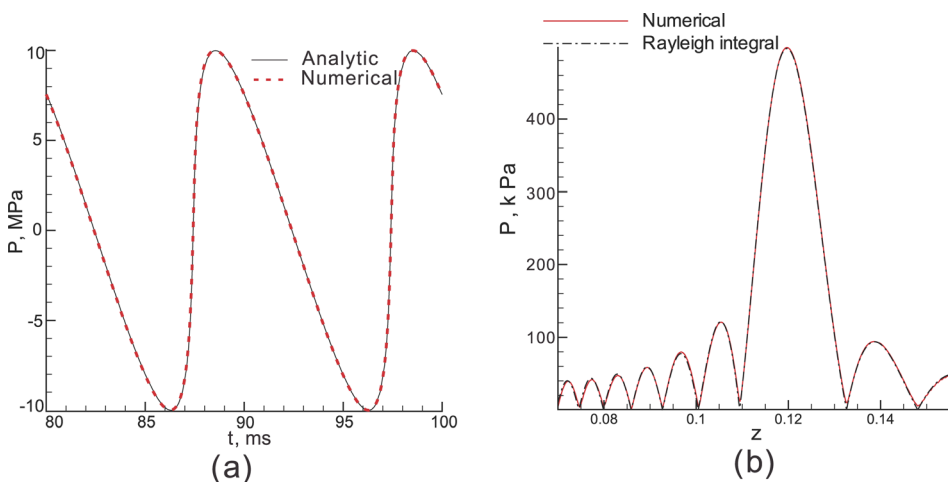 (a)
Analytic
Numerical
10
5
0
-5
-10
P, MPa
80
85
90
95
100
t, ms
(a)
Numerical
Rayleigh integral
400
300
200
100
P, k Pa
0.08
0.1
0.12
0.14
z
(b)